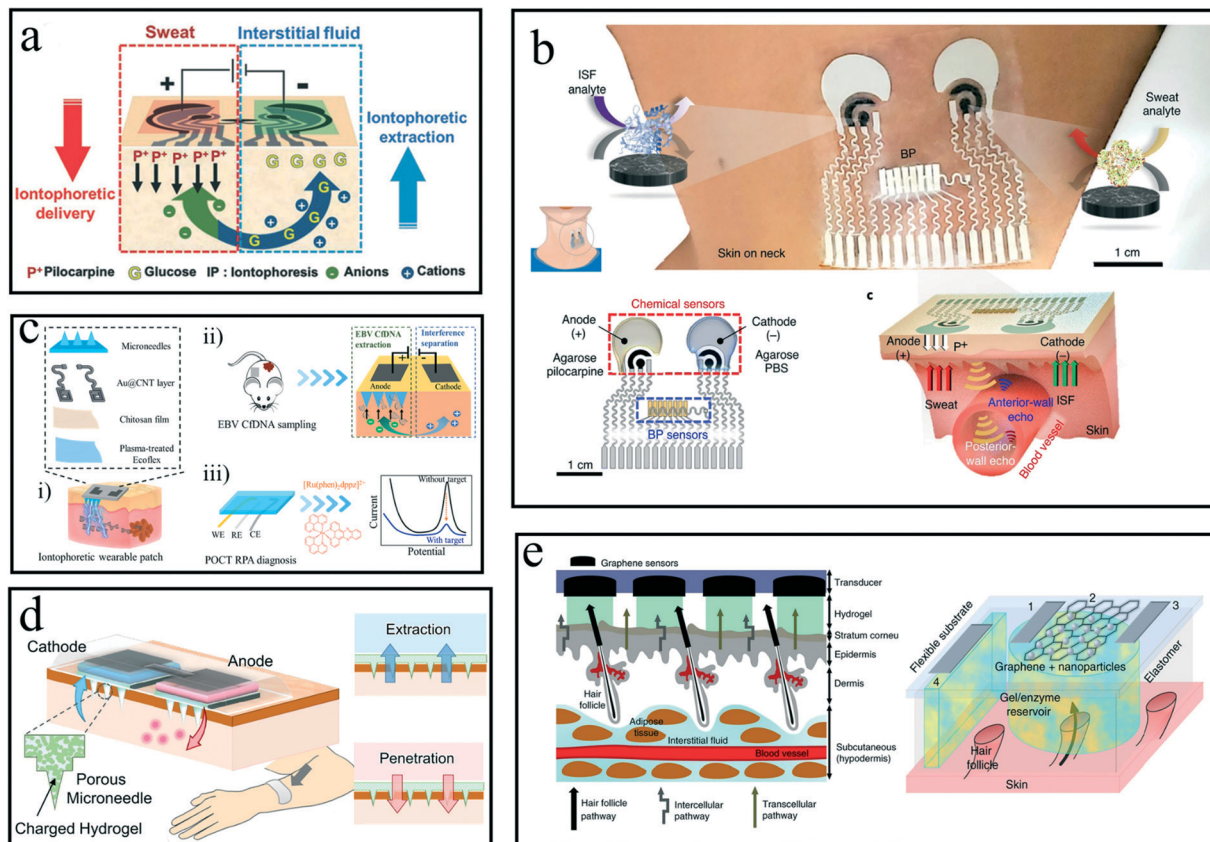 a
Sweat
Interstitial fluid
+
-
Iontophoretic
delivery
Iontophoretic
extraction
P⁺ P⁺ P⁺ P⁺ P⁺
G G G G
G
G
G
G
P⁺ Pilocarpine G Glucose IP : Iontophoresis - Anions + Cations
b
ISF
analyte
Sweat
analyte
BP
Skin on neck
1 cm
Chemical sensors
Anode
(+)
Cathode
(–)
Agarose
pilocarpine
Agarose
PBS
BP sensors
1 cm
c
Anode
(+)
P⁺
Cathode
(–)
Sweat
Anterior-wall
echo
ISF
Skin
Posterior-
wall echo
Blood vessel
c
Microneedles
Au@CNT layer
Chitosan film
Plasma-treated
Ecoflex
i)
Iontophoretic wearable patch
ii)
EBV CfDNA sampling
EBV CfDNA
extraction
Interference
separation
+
-
Anode
Cathode
iii)
WE RE CE
POCT RPA diagnosis
[Ru(phen)₂dppz]²⁺
Current
Without target
With target
Potential
d
Cathode
Anode
Porous
Microneedle
Charged Hydrogel
Extraction
Penetration
e
Graphene sensors
Transducer
Hydrogel
Stratum corneu
Epidermis
Dermis
Subcutaneous
(hypodermis)
Hair
follicle
Adipose
tissue
Interstitial fluid
Blood vessel
Hair follicle
pathway
Intercellular
pathway
Transcellular
pathway
Flexible substrate
1
2
3
4
Graphene + nanoparticles
Elastomer
Gel/enzyme
reservoir
Hair
follicle
Skin